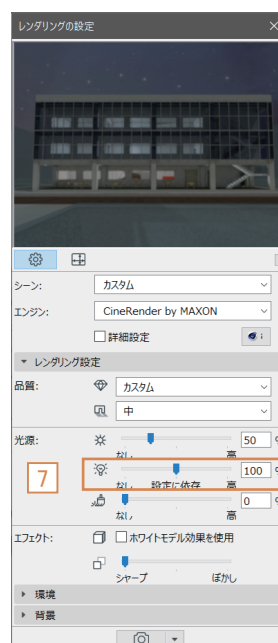 レンダリングの設定
シーン: カスタム
エンジン: CineRender by MAXON
詳細設定
レンダリング設定
品質: カスタム
中
光源: 50 %
なし 高
7
100 %
なし 設定に依存 高
0 %
なし 高
エフェクト: ホワイトモデル効果を使用
シャープ ぼかし
環境
背景